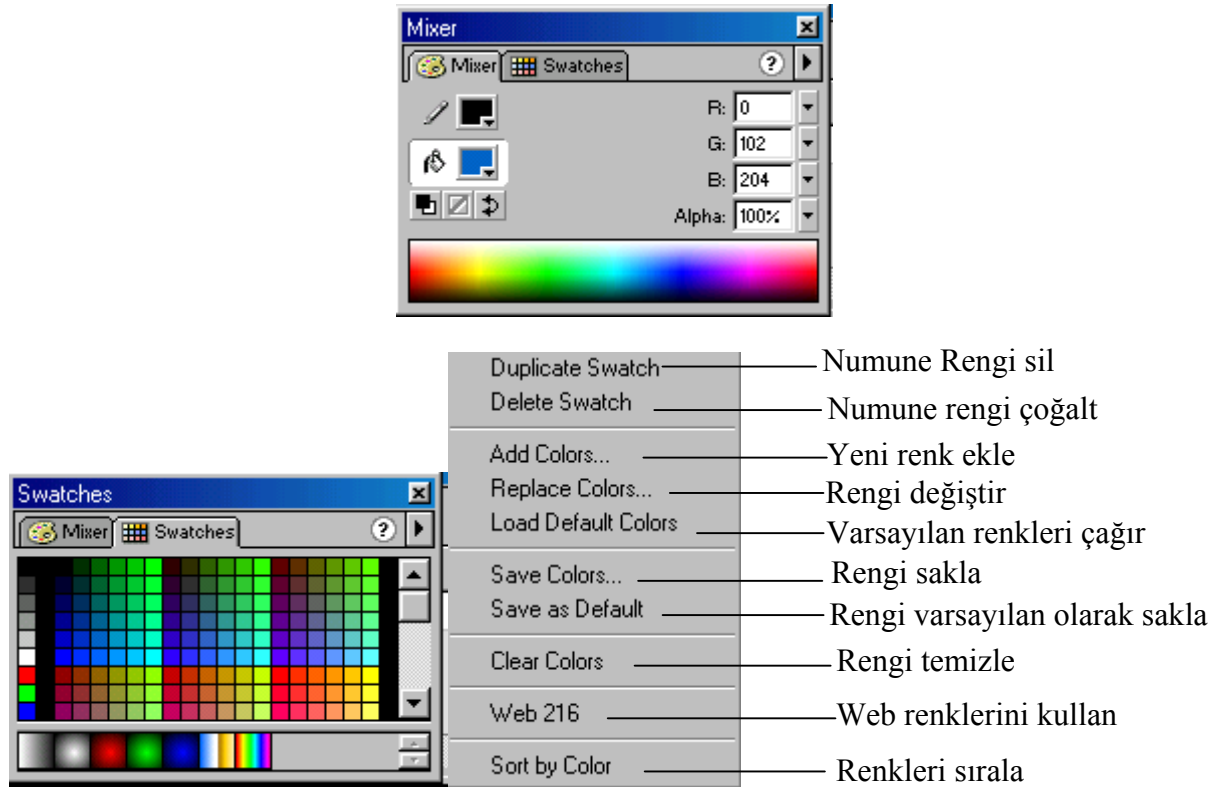 Mixer
Mixer Swatches ?
R: 0
G: 102
B: 204
Alpha: 100%
Duplicate Swatch Numune Rengi sil
Delete Swatch Numune rengi çoğalt
Add Colors... Yeni renk ekle
Replace Colors... Rengi değiştir
Load Default Colors Varsayılan renkleri çağır
Save Colors... Rengi sakla
Save as Default Rengi varsayılan olarak sakla
Clear Colors Rengi temizle
Web 216 Web renklerini kullan
Sort by Color Renkleri sırala
Swatches
Mixer Swatches ?